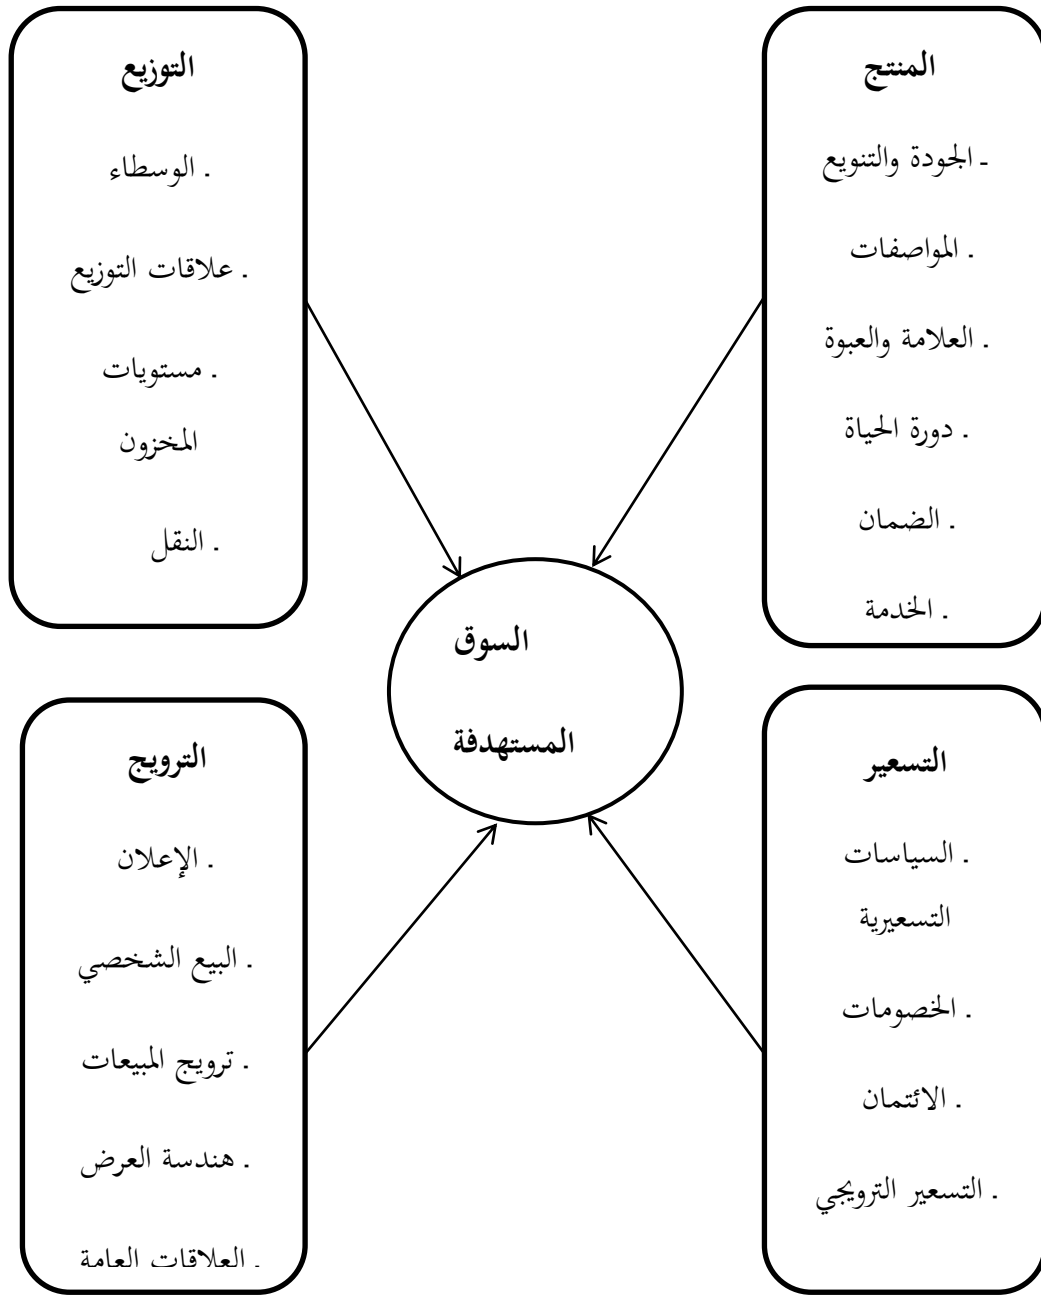 المنتج
- الجودة والتنويع
. المواصفات
. العلامة والعبوة
. دورة الحياة
. الضمان
. الخدمة
التوزيع
. الوسطاء
. علاقات التوزيع
. مستويات
المخزون
. النقل
السوق
المستهدفة
التسعير
. السياسات
التسعيرية
. الخصومات
. الائتمان
. التسعير الترويجي
الترويج
. الإعلان
. البيع الشخصي
. ترويج المبيعات
. هندسة العرض
. العلاقات العامة